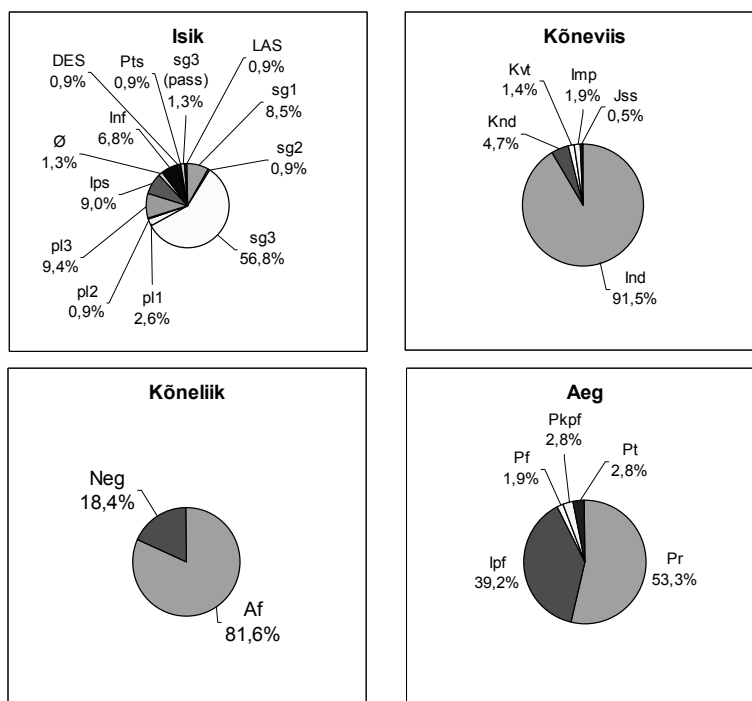 Isik
LAS
0,9%
sg1
8,5%
sg2
0,9%
sg3
56,8%
pl1
2,6%
pl2
0,9%
pl3
9,4%
Ips
9,0%
Ø
1,3%
Inf
6,8%
DES
0,9%
Pts
0,9%
sg3
(pass)
1,3%
Kõneviis
Knd
4,7%
Kvt
1,4%
Imp
1,9%
Jss
0,5%
Ind
91,5%
Kõneliik
Neg
18,4%
Af
81,6%
Aeg
Pkpf
2,8%
Pf
1,9%
Pt
2,8%
Ipf
39,2%
Pr
53,3%